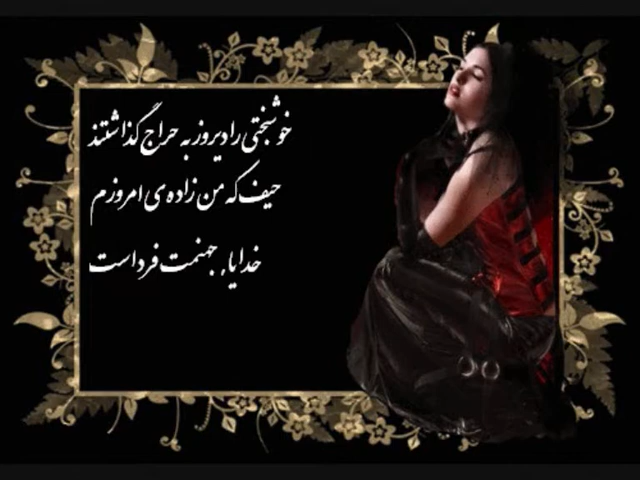 خوشبختی را دیروز به حراج گذاشتند
حیف که من زاده ی امروزم
خدایا, جهنمت فرداست